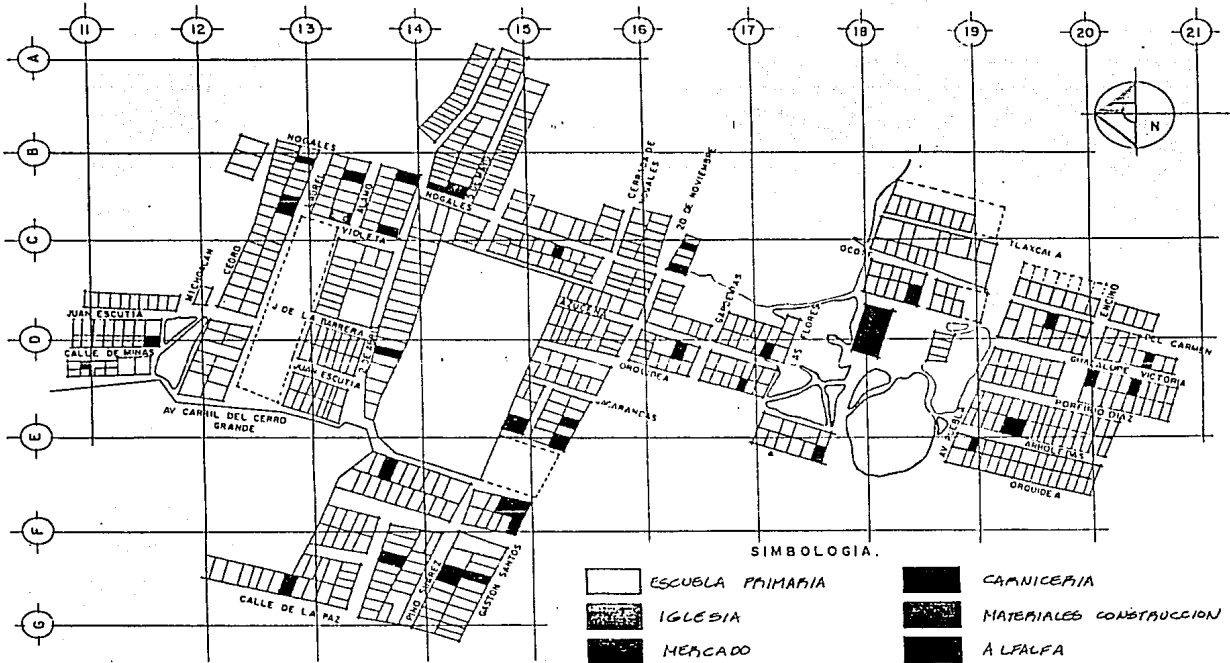 11 12 13 14 15 16 17 18 19 20 21
A
B
C
D
E
F
G
N
NOGALES
LAUREL
ALAMO
NOGALES
VIOLETA
CEDRO
MICHOACAN
CERRADA DE
NOGALES
20 DE NOVIEMBRE
TLAXCALA
ENCINO
JUAN ESCUTIA
CALLE DE MINAS
J DE LA BARRERA
JUAN ESCUTIA
AZUCENA
GARDENIAS
LAS FLORES
ORQUIDEA
JACARANDAS
DEL CARMEN
GUADALUPE VICTORIA
PORFIRIO DIAZ
ARBOLEDAS
AV PUEBLA
ORQUIDEA
AV CARRIL DEL CERRO
GRANDE
CALLE DE LA PAZ
PINO SUAREZ
GASTON SANTOS
SIMBOLOGIA.
ESCUELA PRIMARIA
IGLESIA
MERCADO
CARNICERIA
MATERIALES CONSTRUCCION
ALFALFA